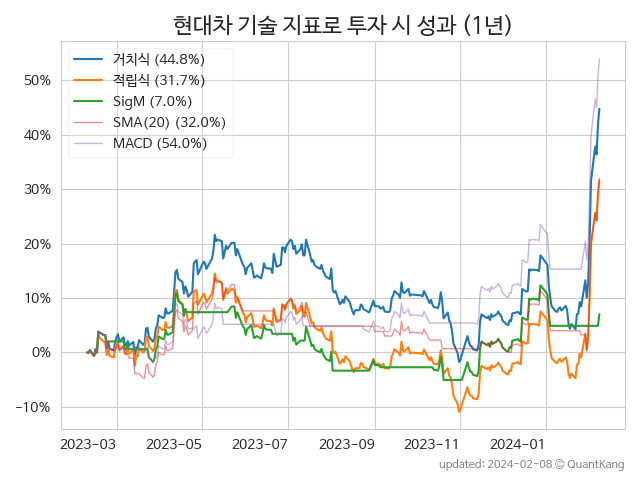 현대차 기술 지표로 투자 시 성과 (1년)
거치식 (44.8%)
적립식 (31.7%)
SigM (7.0%)
SMA(20) (32.0%)
MACD (54.0%)
50%
40%
30%
20%
10%
0%
−10%
2023-03 2023-05 2023-07 2023-09 2023-11 2024-01
updated: 2024-02-08 © QuantKang